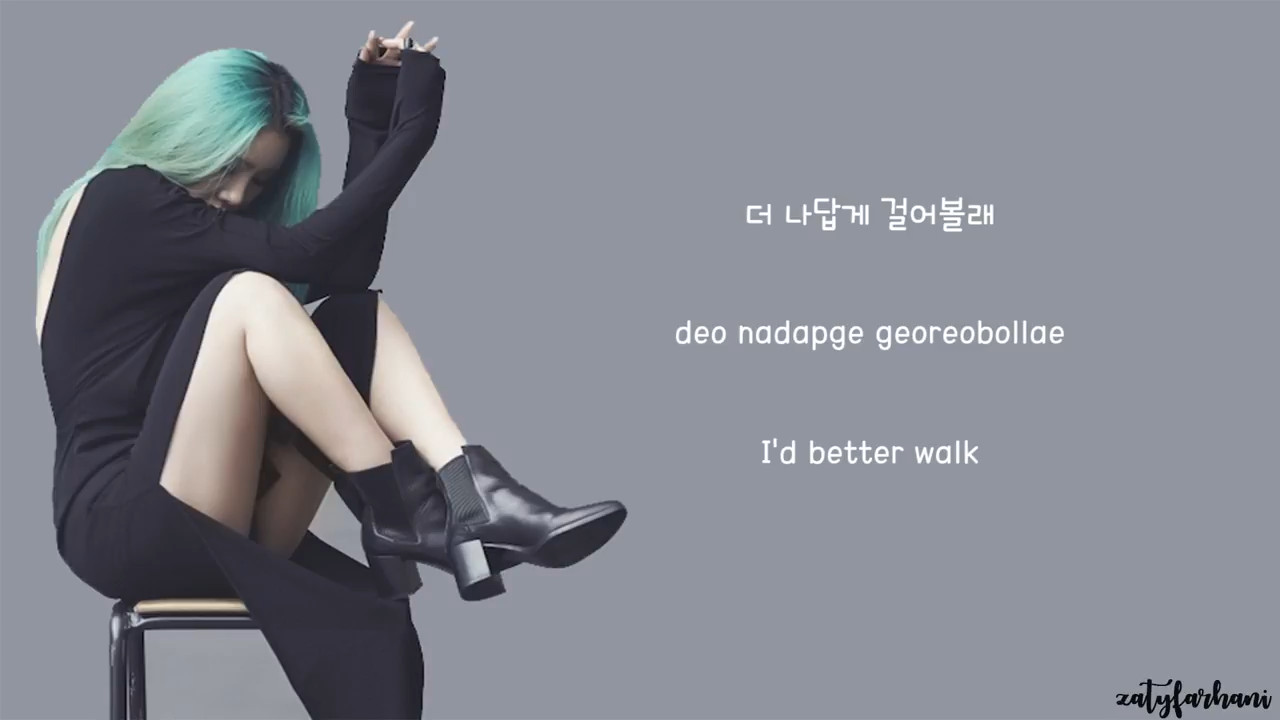 더 나답게 걸어볼래
deo nadapge georeobollae
I'd better walk
zatyfarhani